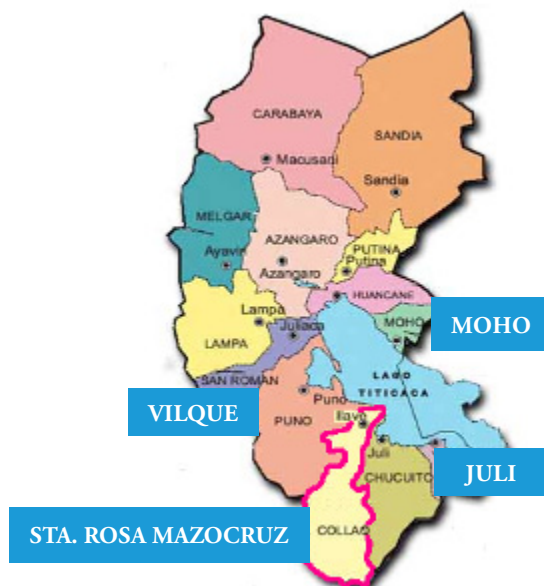 CARABAYA
SANDIA
Macusani
Sandia
MELGAR
AZANGARO
PUTINA
Putina
Ayaviri
Azangaro
HUANCANE
Lampa
MOHO
MOHO
Juliaca
LAMPA
LAGO
TITICACA
SAN ROMAN
Puno
VILQUE
PUNO
Ilave
Juli
JULI
CHUCUITO
STA. ROSA MAZOCRUZ
COLLAO